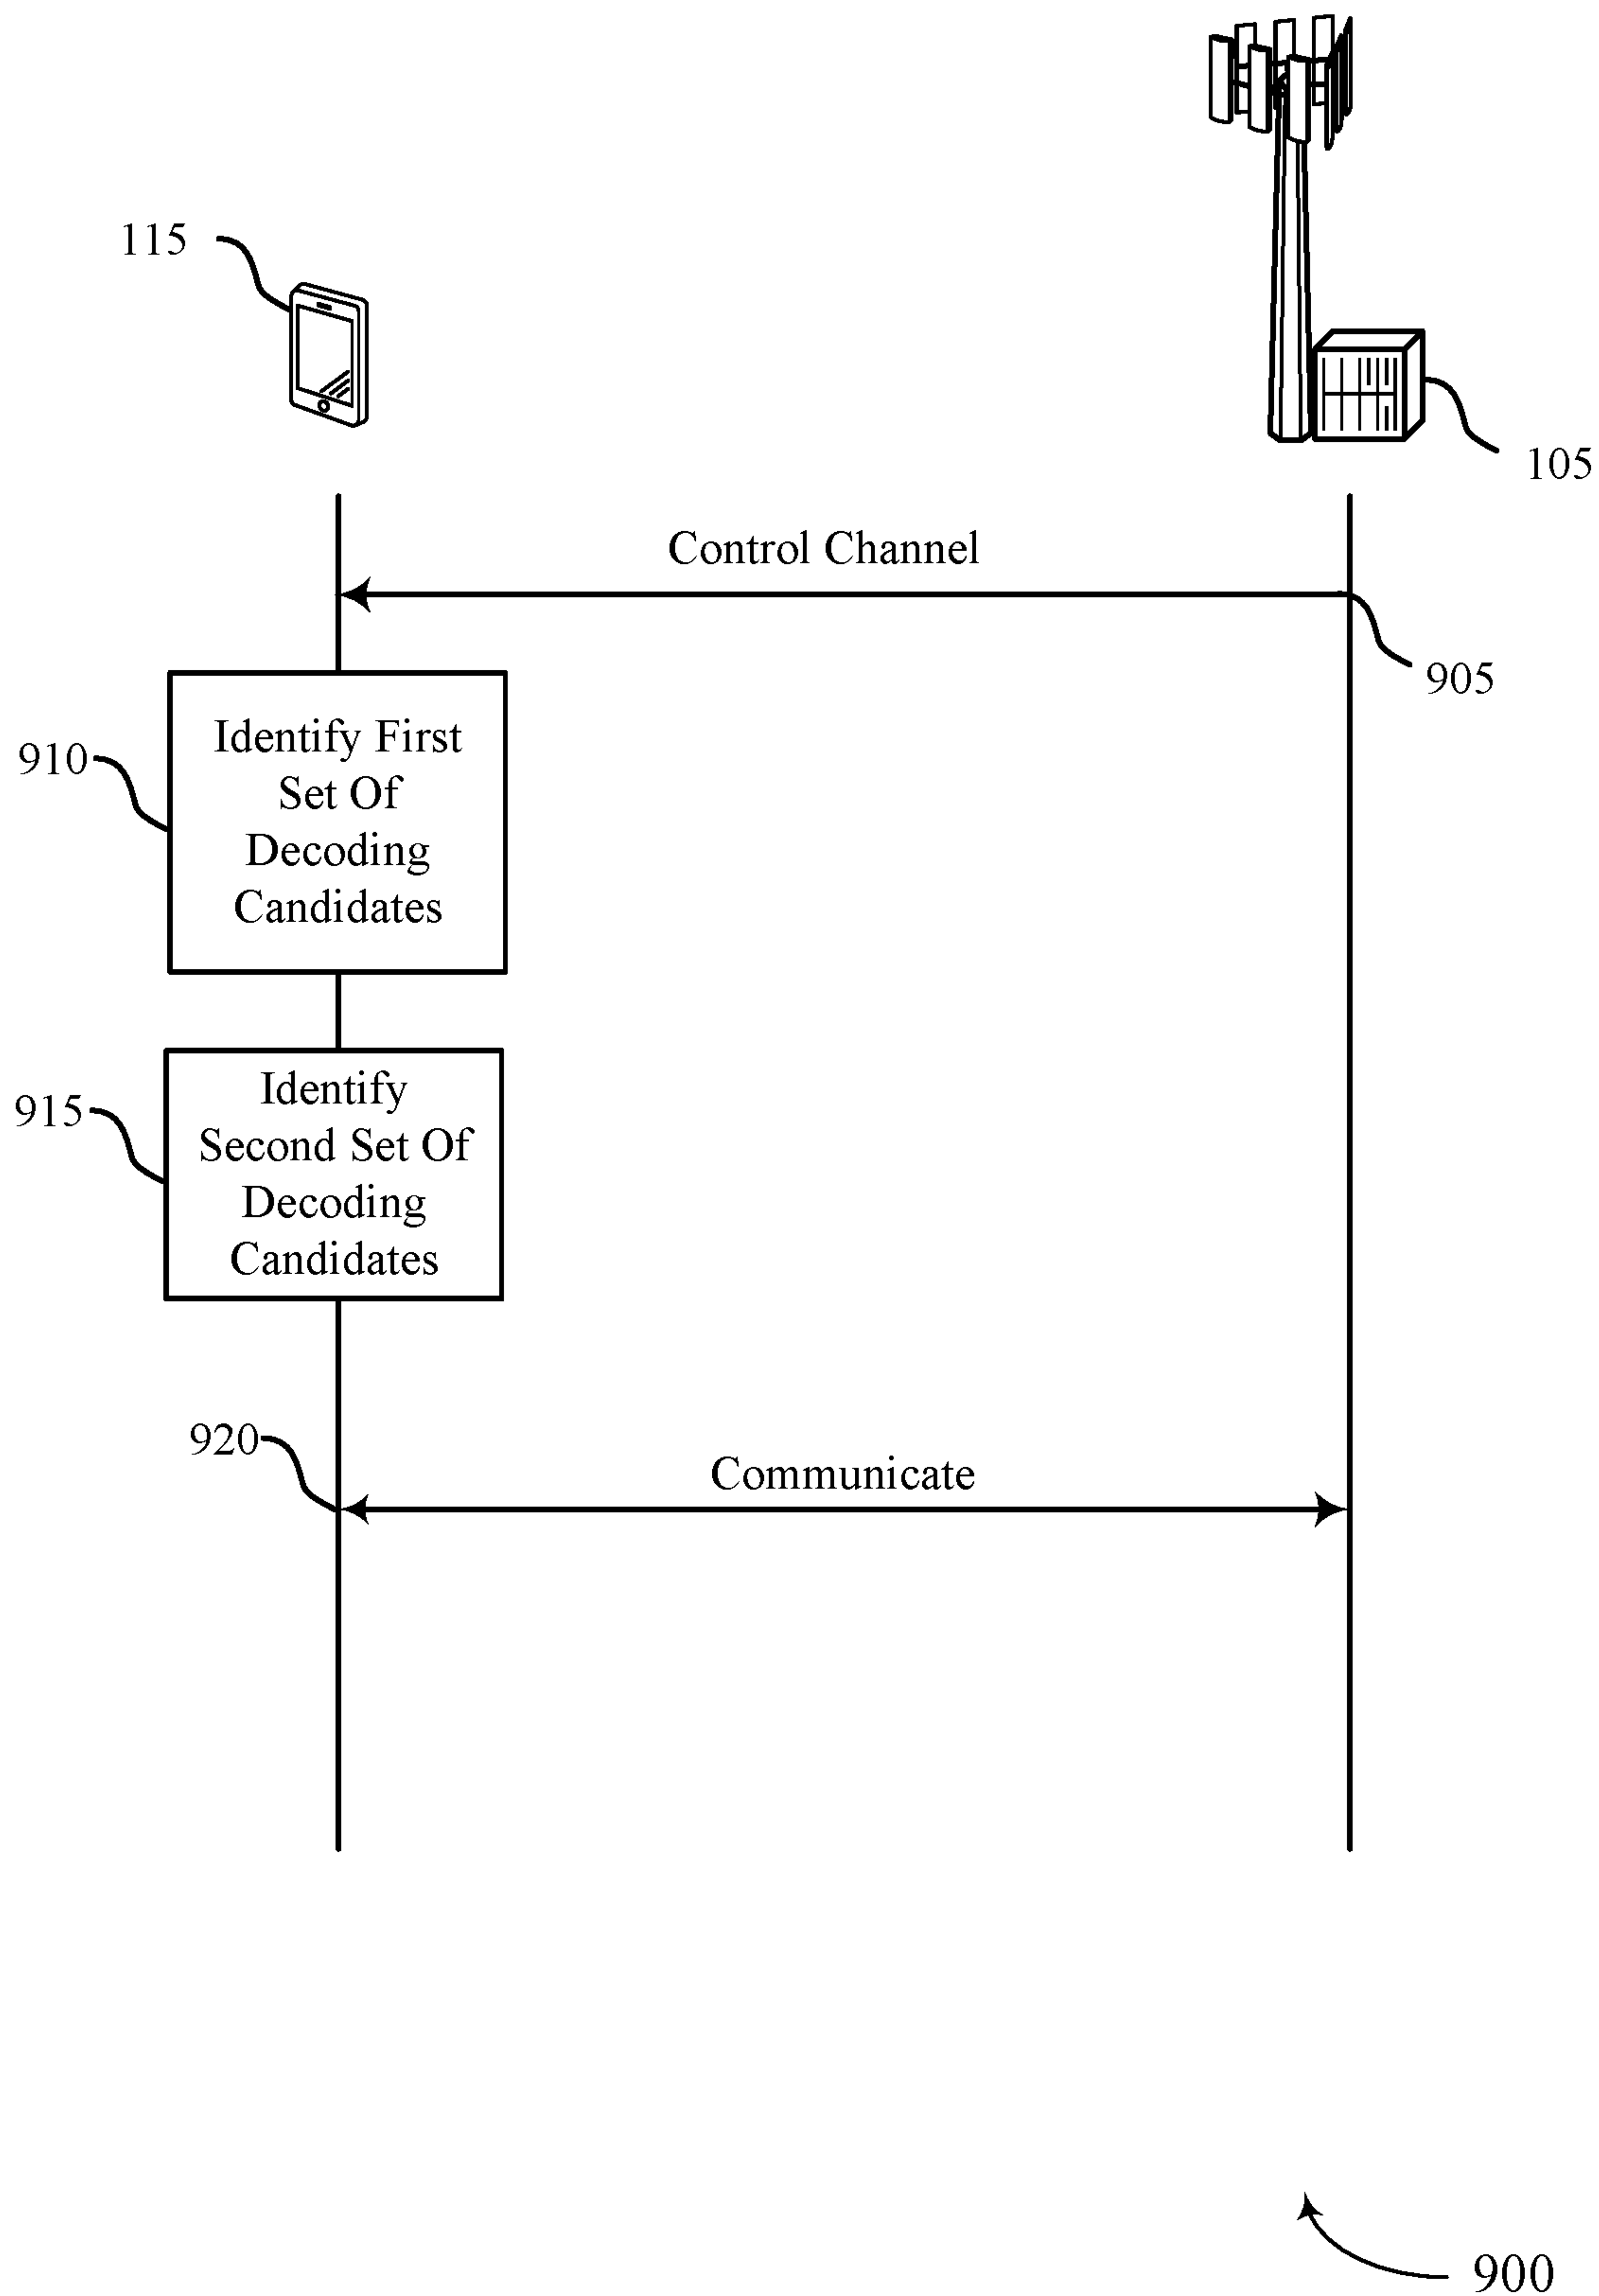 115
105
Control Channel
905
910
Identify First
Set Of
Decoding
Candidates
915
Identify
Second Set Of
Decoding
Candidates
920
Communicate
900